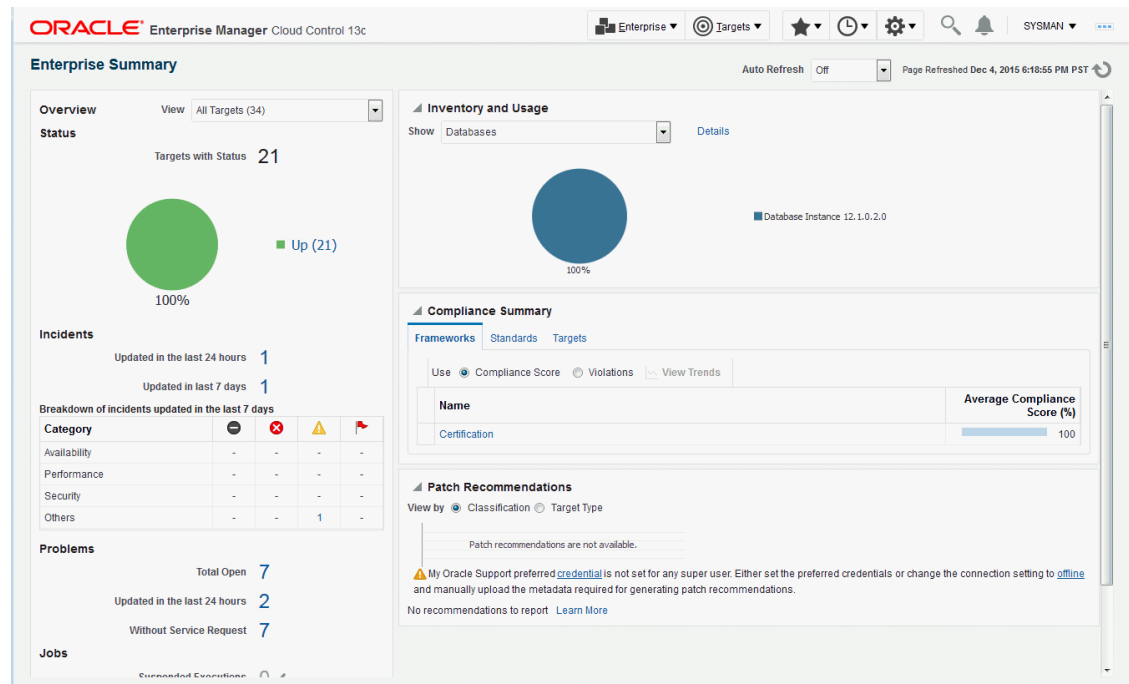 ORACLE Enterprise Manager Cloud Control 13c
Enterprise Targets SYSMAN
Enterprise Summary
Auto Refresh Off Page Refreshed Dec 4, 2015 6:18:55 PM PST
Overview View All Targets (34)
Status
Targets with Status 21
Up (21)
100%
Incidents
Updated in the last 24 hours 1
Updated in last 7 days 1
Breakdown of incidents updated in the last 7 days
Category
Availability - - - -
Performance - - - -
Security - - - -
Others - - 1 -
Problems
Total Open 7
Updated in the last 24 hours 2
Without Service Request 7
Jobs
Suspended Executions 0
Inventory and Usage
Show Databases Details
Database Instance 12.1.0.2.0
100%
Compliance Summary
Frameworks Standards Targets
Use Compliance Score Violations View Trends
Name Average Compliance
Score (%)
Certification 100
Patch Recommendations
View by Classification Target Type
Patch recommendations are not available.
My Oracle Support preferred credential is not set for any super user. Either set the preferred credentials or change the connection setting to offline
and manually upload the metadata required for generating patch recommendations.
No recommendations to report Learn More